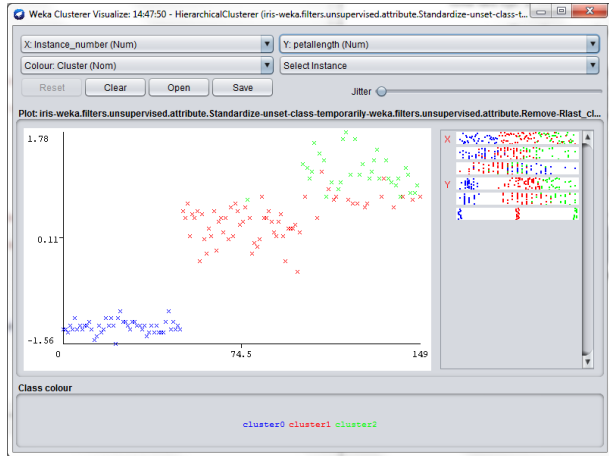 Weka Clusterer Visualize: 14:47:50 - HierarchicalClusterer (iris-weka.filters.unsupervised.attribute.Standardize-unset-class-t...
X: Instance_number (Num)
Y: petallength (Num)
Colour: Cluster (Nom)
Select Instance
Reset
Clear
Open
Save
Jitter
Plot: iris-weka.filters.unsupervised.attribute.Standardize-unset-class-temporarily-weka.filters.unsupervised.attribute.Remove-Rlast_cl...
1.78
0.11
-1.56
0
74.5
149
X
Y
Class colour
cluster0 cluster1 cluster2